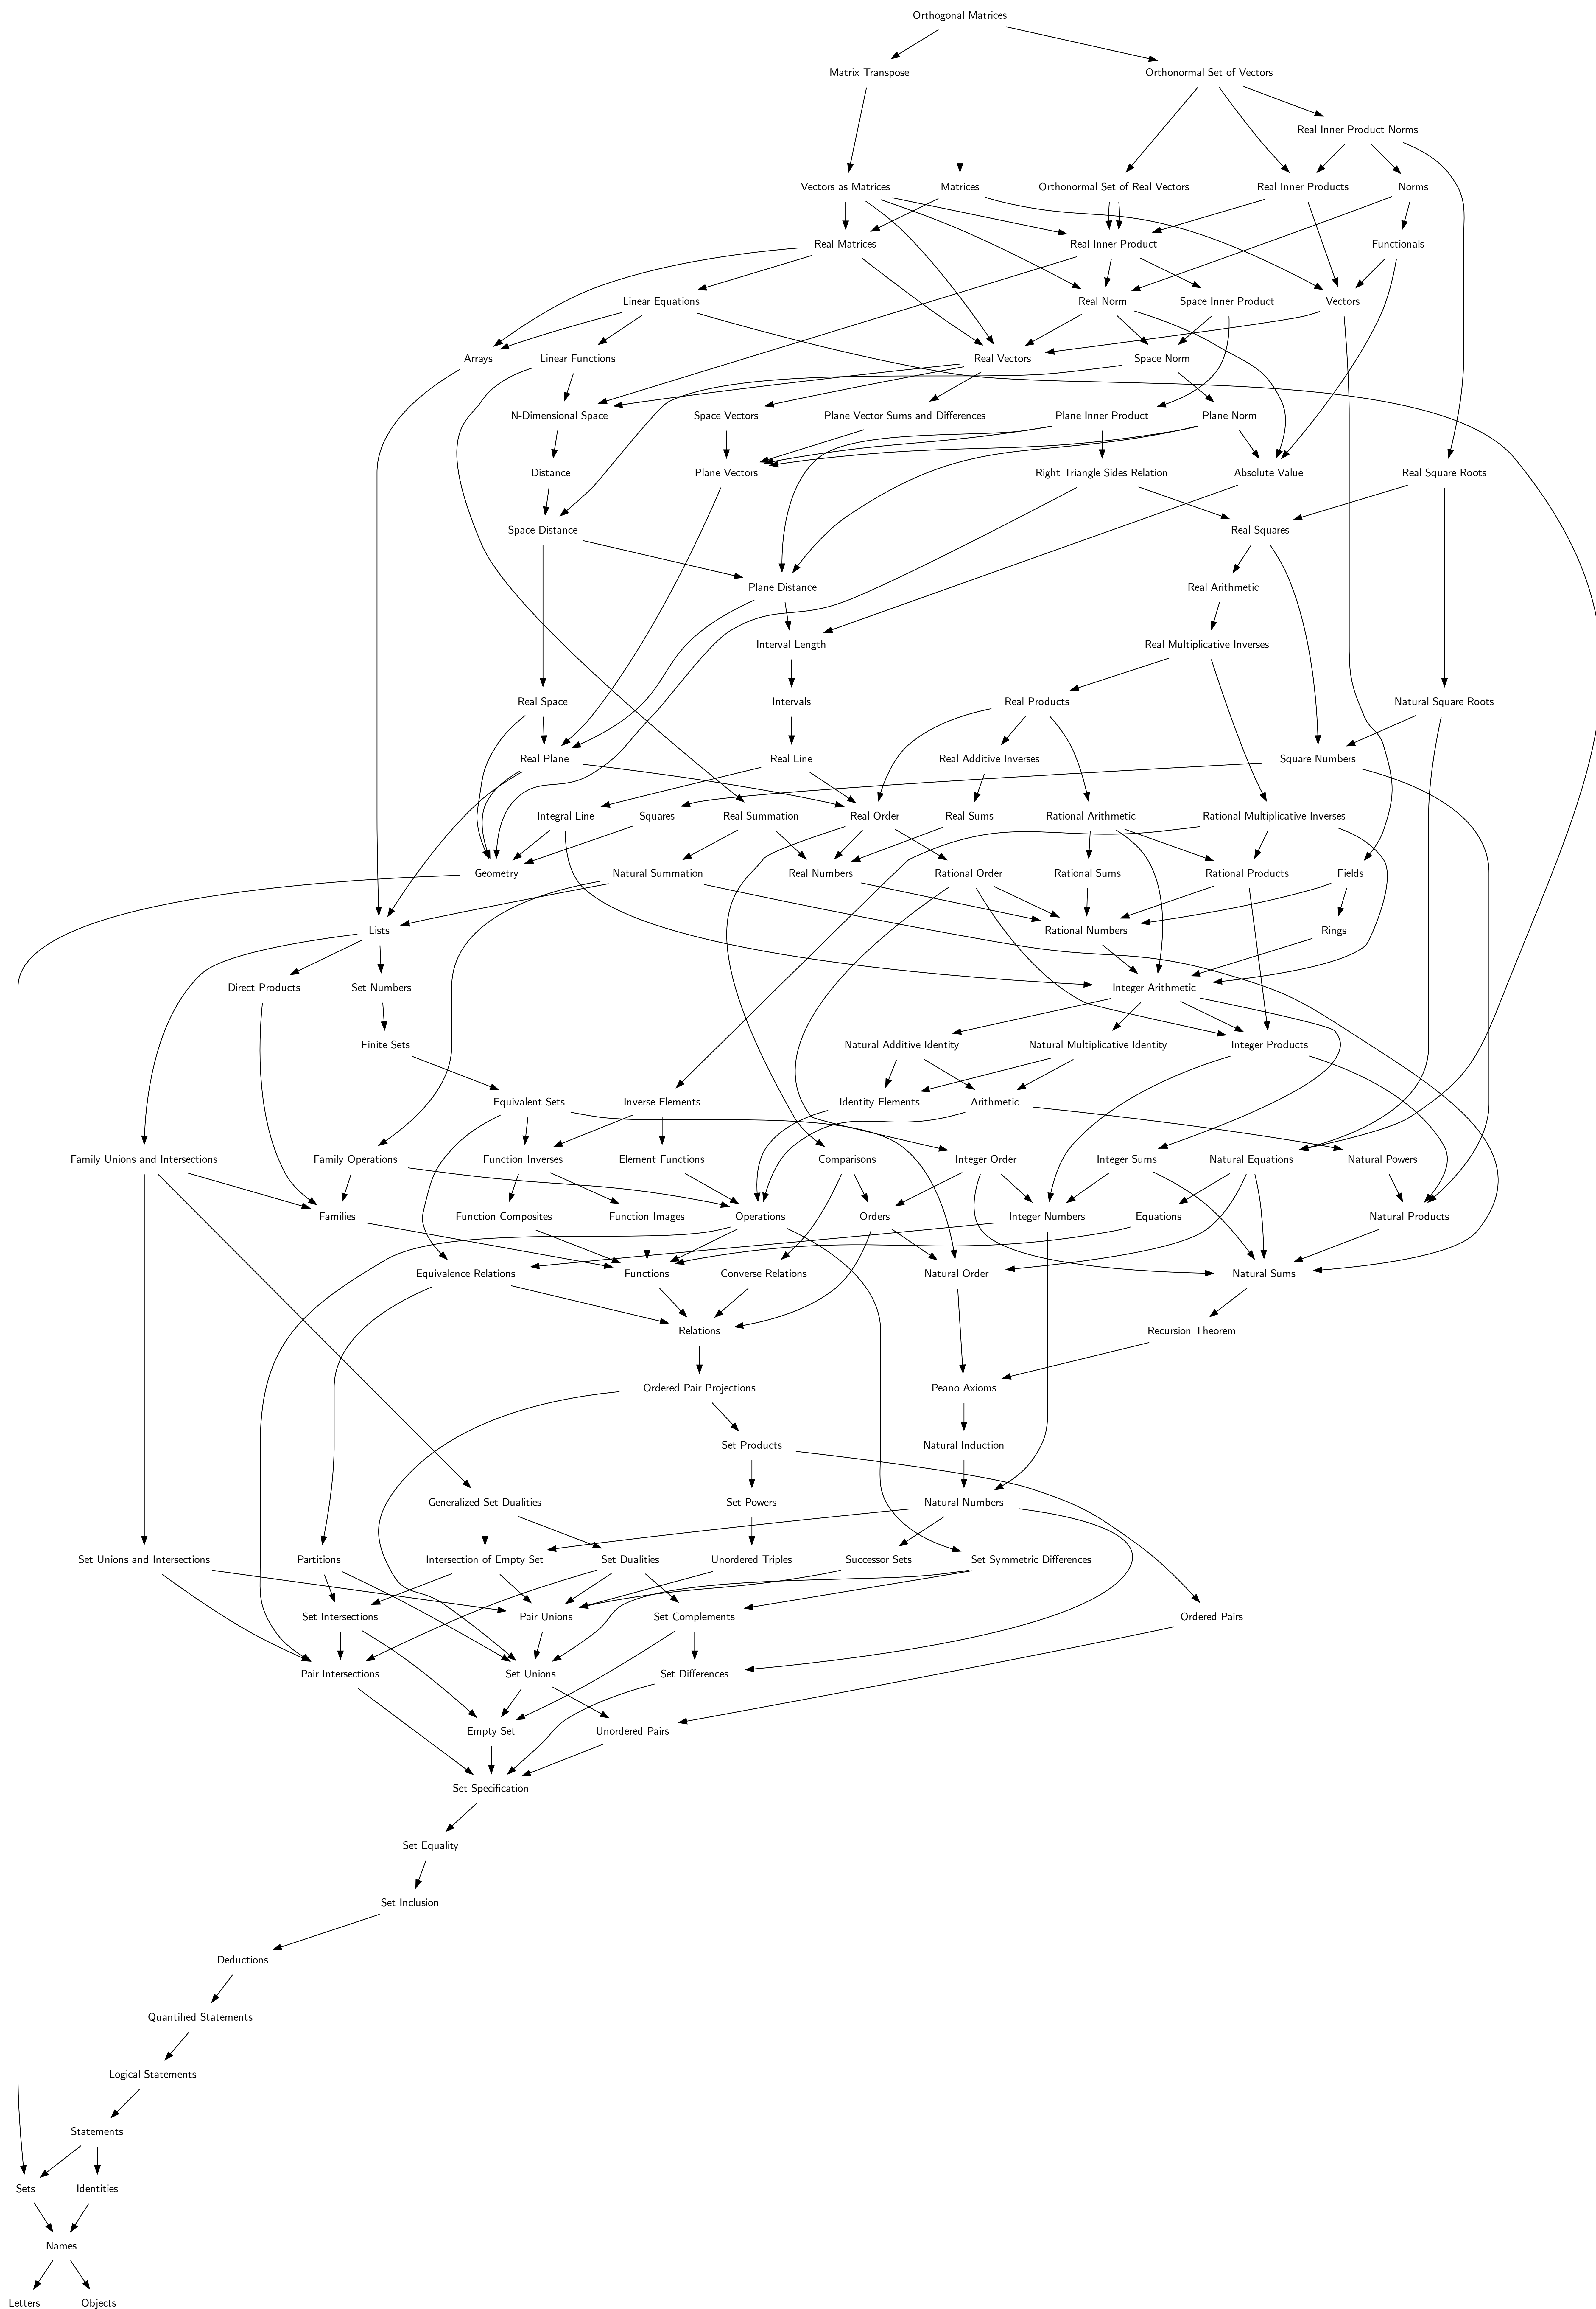 Orthogonal Matrices
Matrix Transpose
Orthonormal Set of Vectors
Real Inner Product Norms
Vectors as Matrices
Matrices
Orthonormal Set of Real Vectors
Real Inner Products
Norms
Real Matrices
Real Inner Product
Functionals
Linear Equations
Real Norm
Space Inner Product
Vectors
Arrays
Linear Functions
Real Vectors
Space Norm
N-Dimensional Space
Space Vectors
Plane Vector Sums and Differences
Plane Inner Product
Plane Norm
Distance
Plane Vectors
Right Triangle Sides Relation
Absolute Value
Real Square Roots
Space Distance
Real Squares
Plane Distance
Real Arithmetic
Interval Length
Real Multiplicative Inverses
Real Space
Intervals
Real Products
Natural Square Roots
Real Plane
Real Line
Real Additive Inverses
Square Numbers
Integral Line
Squares
Real Summation
Real Order
Real Sums
Rational Arithmetic
Rational Multiplicative Inverses
Geometry
Natural Summation
Real Numbers
Rational Order
Rational Sums
Rational Products
Fields
Lists
Rational Numbers
Rings
Direct Products
Set Numbers
Integer Arithmetic
Finite Sets
Natural Additive Identity
Natural Multiplicative Identity
Integer Products
Equivalent Sets
Inverse Elements
Identity Elements
Arithmetic
Family Unions and Intersections
Family Operations
Function Inverses
Element Functions
Comparisons
Integer Order
Integer Sums
Natural Equations
Natural Powers
Families
Function Composites
Function Images
Operations
Orders
Integer Numbers
Equations
Natural Products
Equivalence Relations
Functions
Converse Relations
Natural Order
Natural Sums
Relations
Recursion Theorem
Ordered Pair Projections
Peano Axioms
Set Products
Natural Induction
Generalized Set Dualities
Set Powers
Natural Numbers
Set Unions and Intersections
Partitions
Intersection of Empty Set
Set Dualities
Unordered Triples
Successor Sets
Set Symmetric Differences
Set Intersections
Pair Unions
Set Complements
Ordered Pairs
Pair Intersections
Set Unions
Set Differences
Empty Set
Unordered Pairs
Set Specification
Set Equality
Set Inclusion
Deductions
Quantified Statements
Logical Statements
Statements
Sets
Identities
Names
Letters
Objects